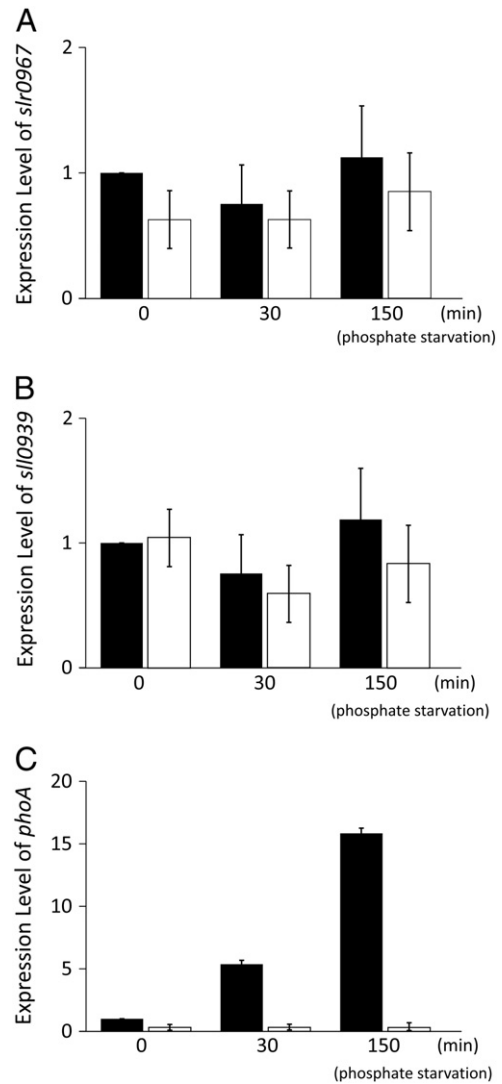 A
Expression Level of slr0967
2
1
0
0 30 150 (min)
(phosphate starvation)
B
Expression Level of sll0939
2
1
0
0 30 150 (min)
(phosphate starvation)
C
Expression Level of phoA
20
15
10
5
0
0 30 150 (min)
(phosphate starvation)